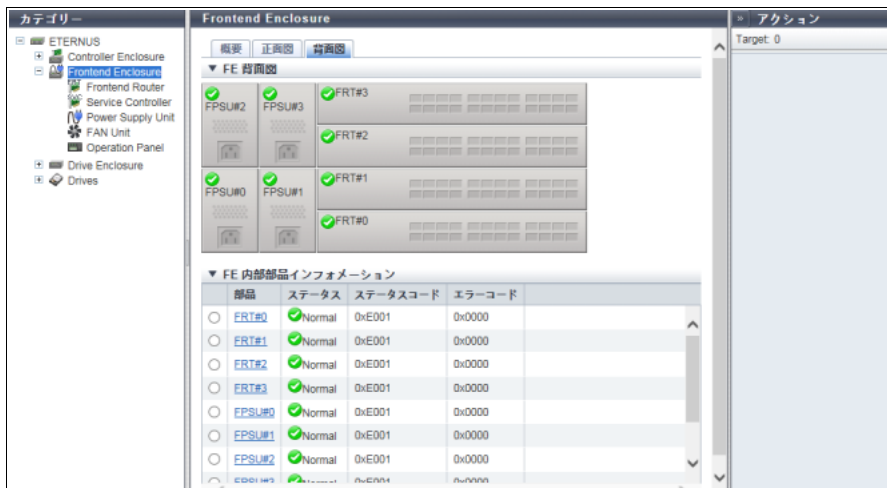 カテゴリー
ETERNUS
Controller Enclosure
Frontend Enclosure
Frontend Router
Service Controller
Power Supply Unit
FAN Unit
Operation Panel
Drive Enclosure
Drives
Frontend Enclosure
概要 正面図 背面図
▼ FE 背面図
FPSU#2 FPSU#3 FRT#3
FRT#2
FPSU#0 FPSU#1 FRT#1
FRT#0
▼ FE 内部部品インフォメーション
部品 ステータス ステータスコード エラーコード
FRT#0 Normal 0xE001 0x0000
FRT#1 Normal 0xE001 0x0000
FRT#2 Normal 0xE001 0x0000
FRT#3 Normal 0xE001 0x0000
FPSU#0 Normal 0xE001 0x0000
FPSU#1 Normal 0xE001 0x0000
FPSU#2 Normal 0xE001 0x0000
FPSU#3 Normal 0xE001 0x0000
» アクション
Target: 0